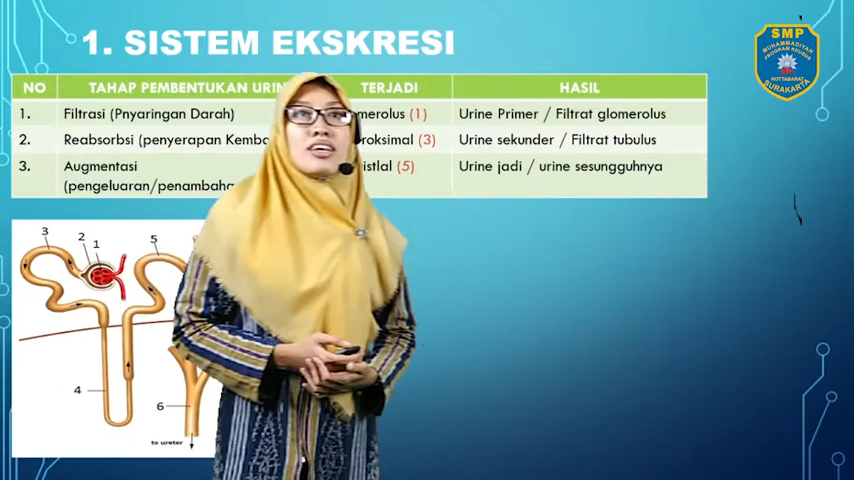 1. SISTEM EKSKRESI
SMP
MUHAMMADIYAH
PROGRAM KHUSUS
KOTTABARAT
SURAKARTA
NO TAHAP PEMBENTUKAN URIN TERJADI HASIL
1. Filtrasi (Pnyaringan Darah) merolus (1) Urine Primer / Filtrat glomerolus
2. Reabsorbsi (penyerapan Kemba roksimal (3) Urine sekunder / Filtrat tubulus
3. Augmentasi istlal (5) Urine jadi / urine sesungguhnya
(pengeluaran/penambaha
3
2
1
5
4
6
to ureter